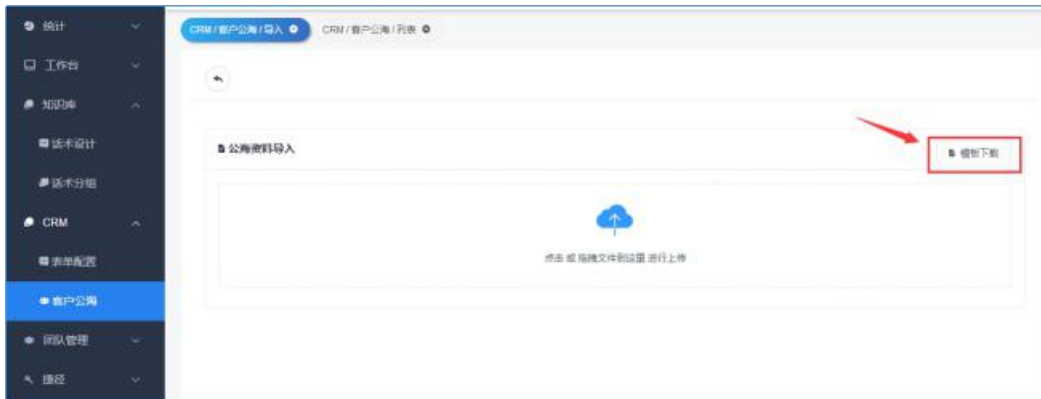 统计
工作台
知识库
话术设计
话术分组
CRM
表单配置
客户公海
团队管理
捷径
CRM / 客户公海 / 导入
CRM / 客户公海 / 列表
公海资料导入
模板下载
点击 或 拖拽文件到这里 进行上传